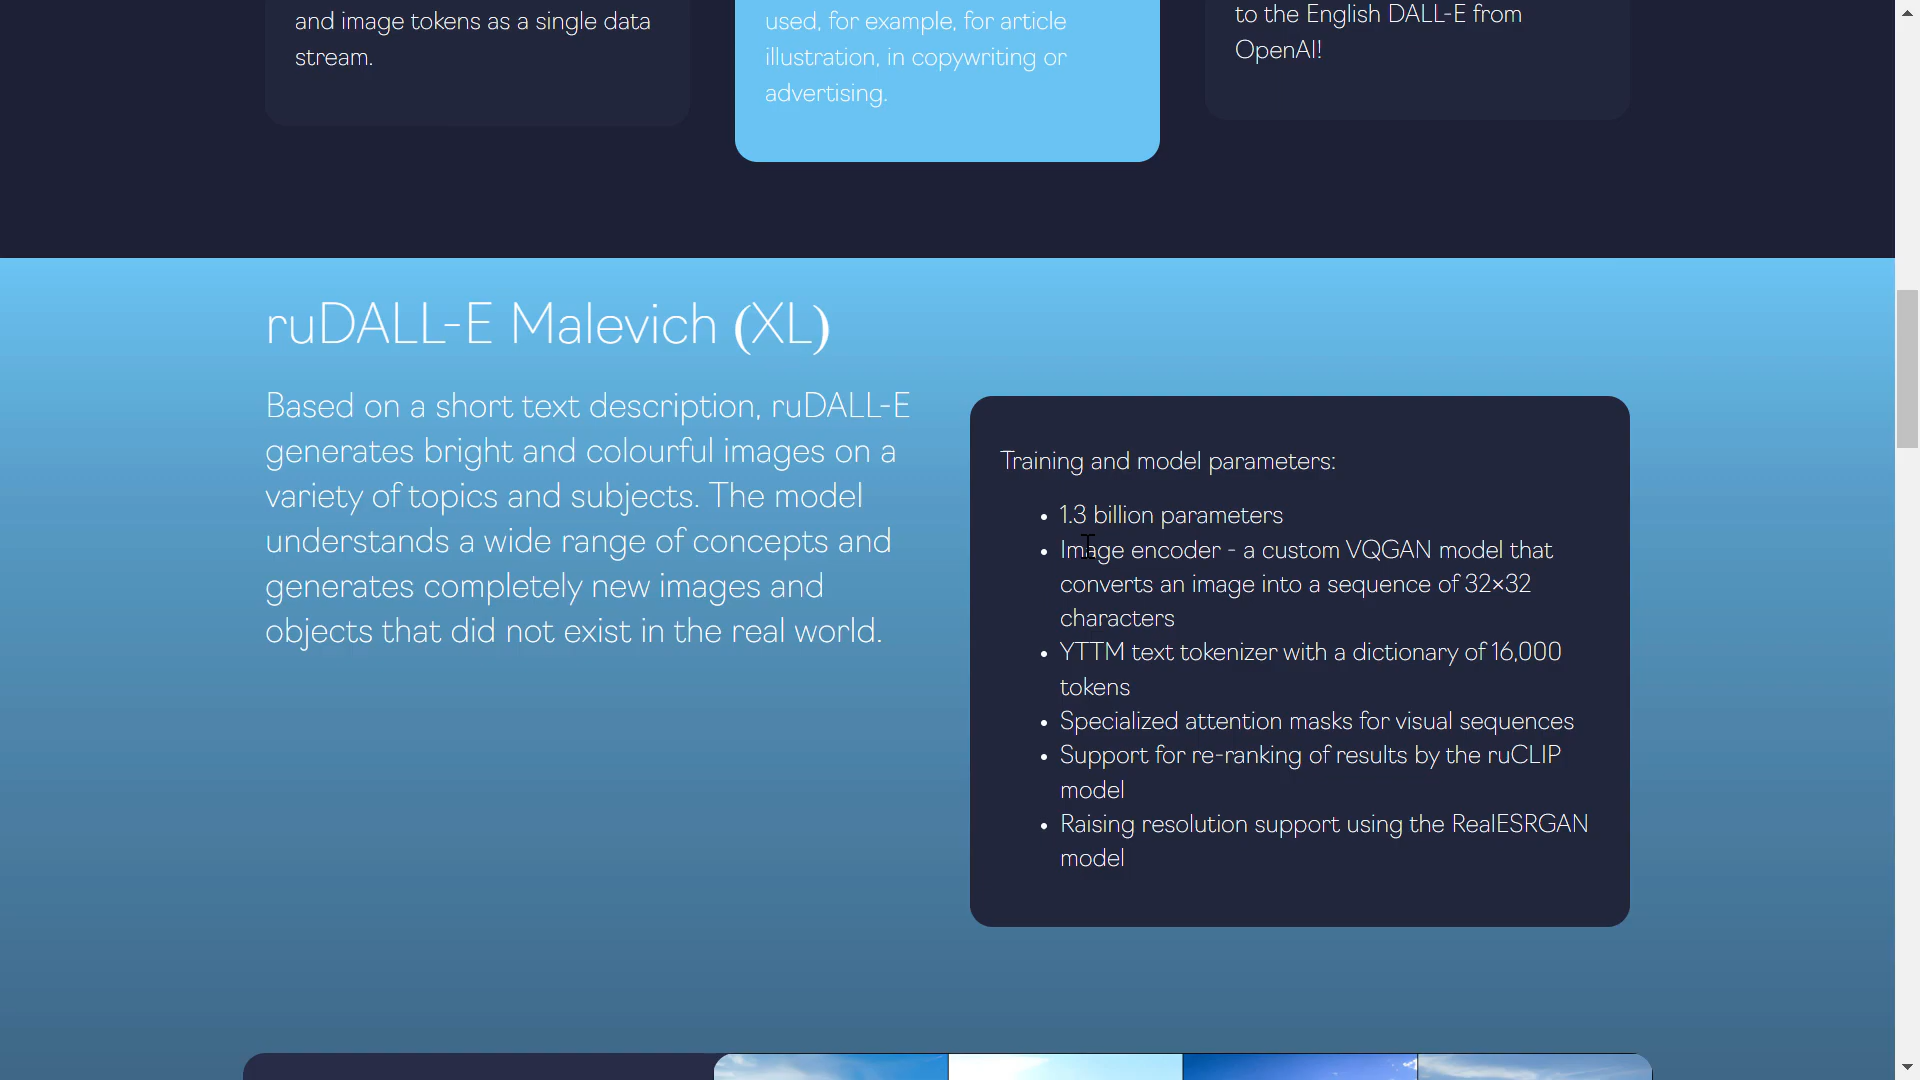 and image tokens as a single data
stream.
used, for example, for article
illustration, in copywriting or
advertising.
to the English DALL-E from
OpenAI!
ruDALL-E Malevich (XL)
Based on a short text description, ruDALL-E
generates bright and colourful images on a
variety of topics and subjects. The model
understands a wide range of concepts and
generates completely new images and
objects that did not exist in the real world.
Training and model parameters:
• 1.3 billion parameters
• Image encoder - a custom VQGAN model that
converts an image into a sequence of 32×32
characters
• YTTM text tokenizer with a dictionary of 16,000
tokens
• Specialized attention masks for visual sequences
• Support for re-ranking of results by the ruCLIP
model
• Raising resolution support using the RealESRGAN
model